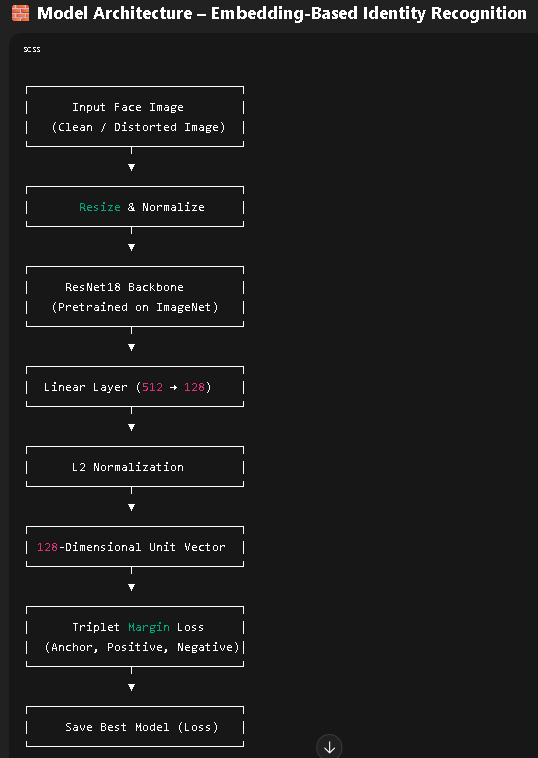 🧱 Model Architecture – Embedding-Based Identity Recognition
scss
Input Face Image
(Clean / Distorted Image)
▼
Resize & Normalize
▼
ResNet18 Backbone
(Pretrained on ImageNet)
▼
Linear Layer (512 → 128)
▼
L2 Normalization
▼
128-Dimensional Unit Vector
▼
Triplet Margin Loss
(Anchor, Positive, Negative)
▼
Save Best Model (Loss)